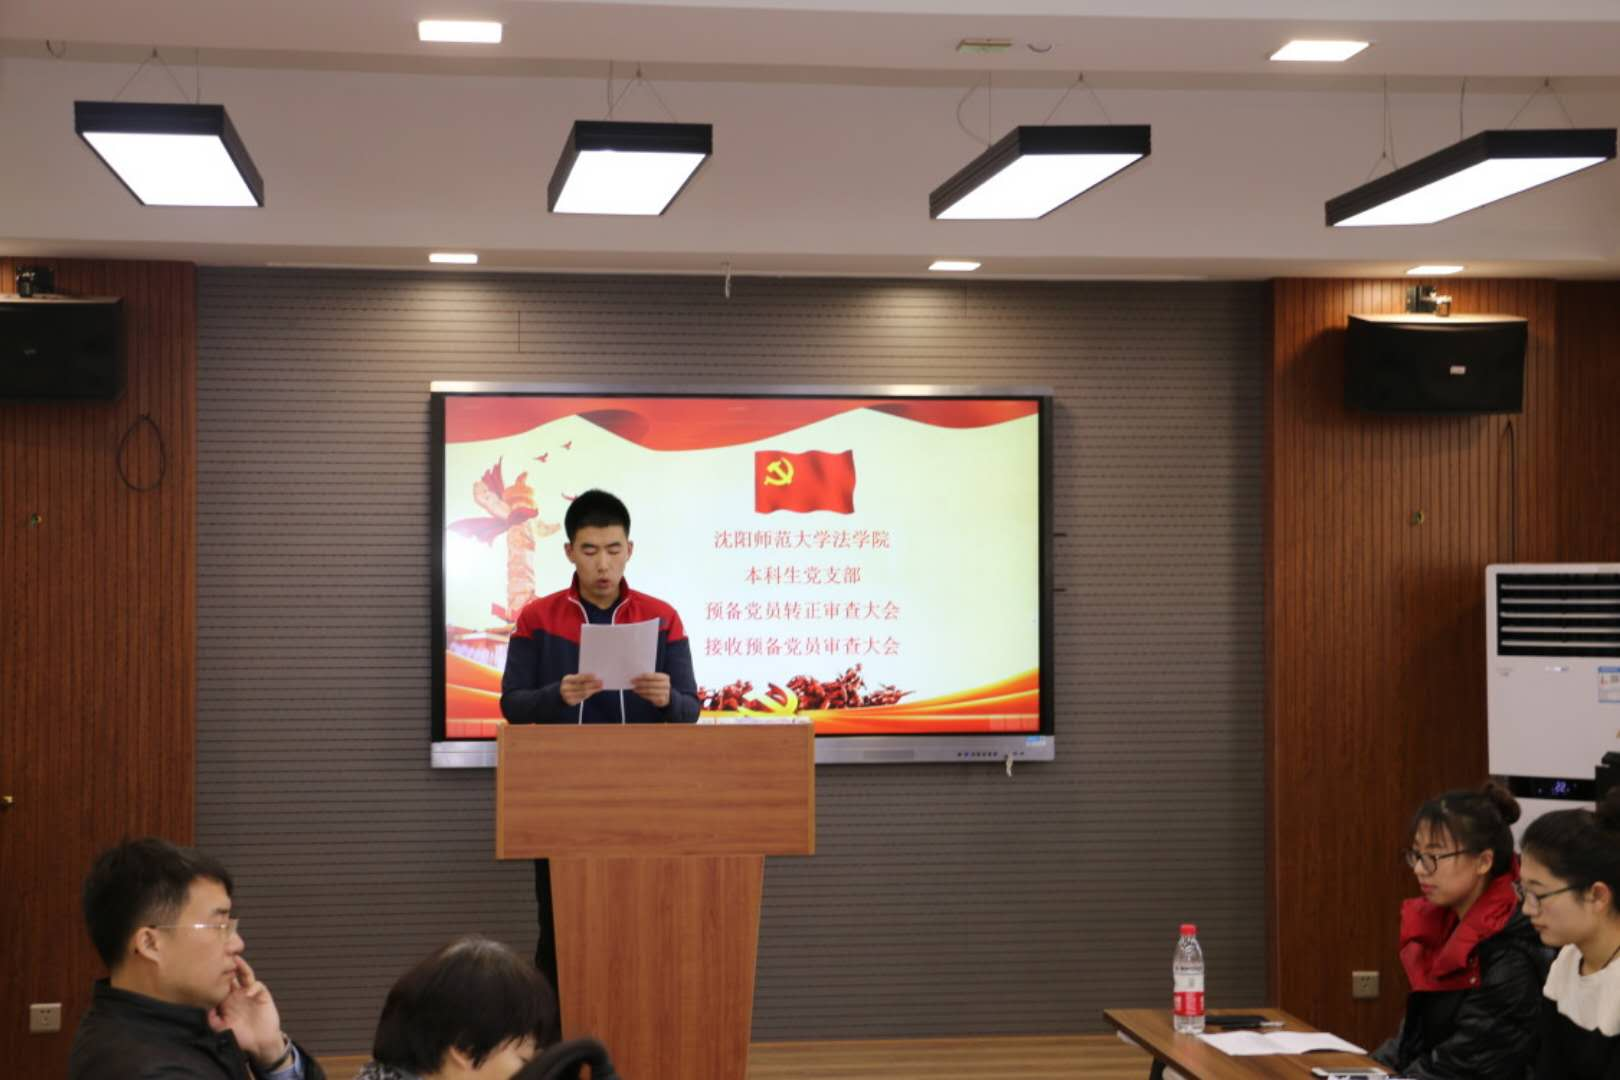 沈阳师范大学法学院
本科生党支部
预备党员转正审查大会
接收预备党员审查大会